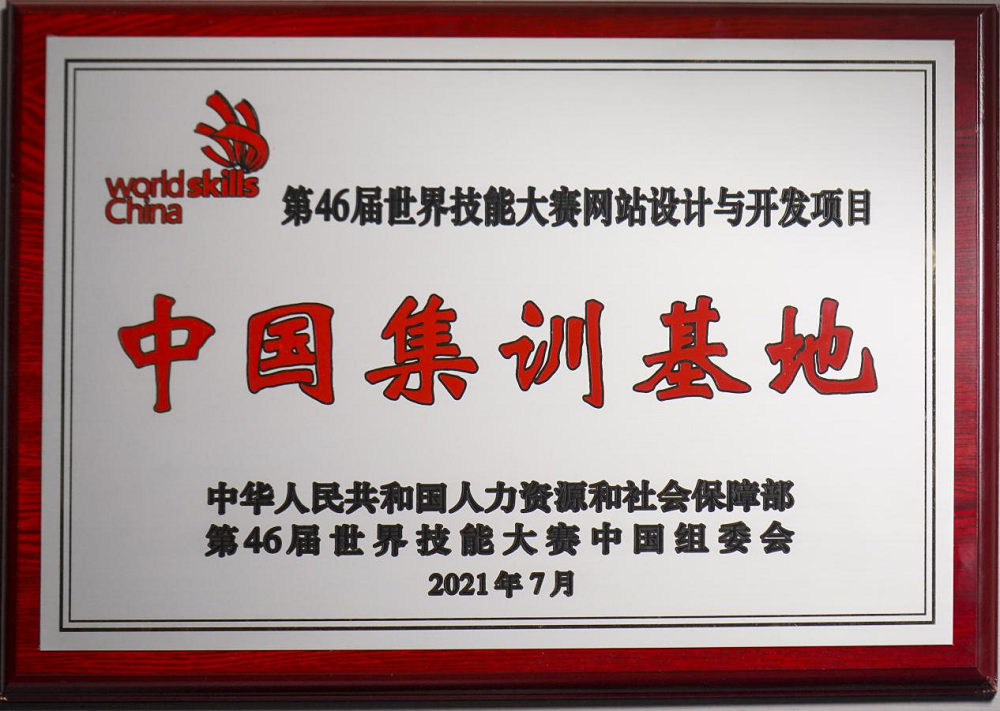 worldskills
China
第46届世界技能大赛网站设计与开发项目
中国集训基地
中华人民共和国人力资源和社会保障部
第46届世界技能大赛中国组委会
2021年7月